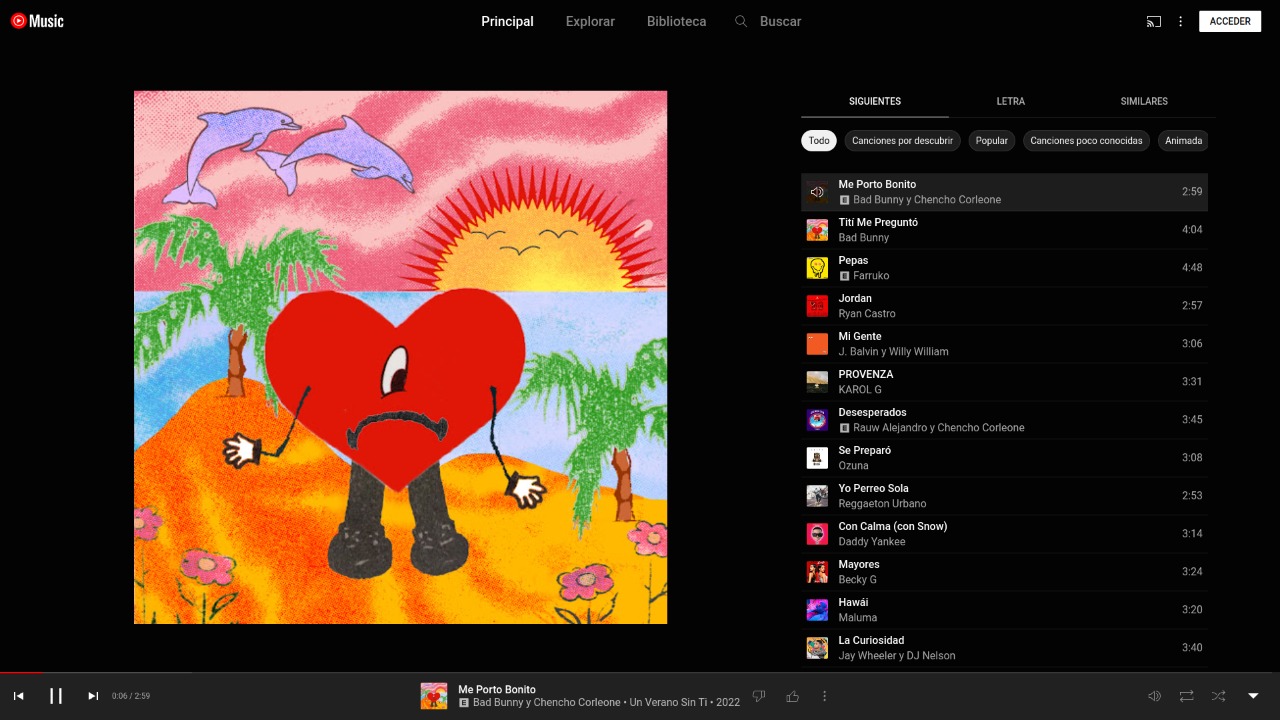 Music
Principal
Explorar
Biblioteca
Buscar
ACCEDER
SIGUIENTES
LETRA
SIMILARES
Todo
Canciones por descubrir
Popular
Canciones poco conocidas
Animada
Me Porto Bonito
E Bad Bunny y Chencho Corleone
2:59
Tití Me Preguntó
Bad Bunny
4:04
Pepas
E Farruko
4:48
Jordan
Ryan Castro
2:57
Mi Gente
J. Balvin y Willy William
3:06
PROVENZA
KAROL G
3:31
Desesperados
E Rauw Alejandro y Chencho Corleone
3:45
Se Preparó
Ozuna
3:08
Yo Perreo Sola
Reggaeton Urbano
2:53
Con Calma (con Snow)
Daddy Yankee
3:14
Mayores
Becky G
3:24
Hawái
Maluma
3:20
La Curiosidad
Jay Wheeler y DJ Nelson
3:40
0:06 / 2:59
Me Porto Bonito
E Bad Bunny y Chencho Corleone • Un Verano Sin Ti • 2022